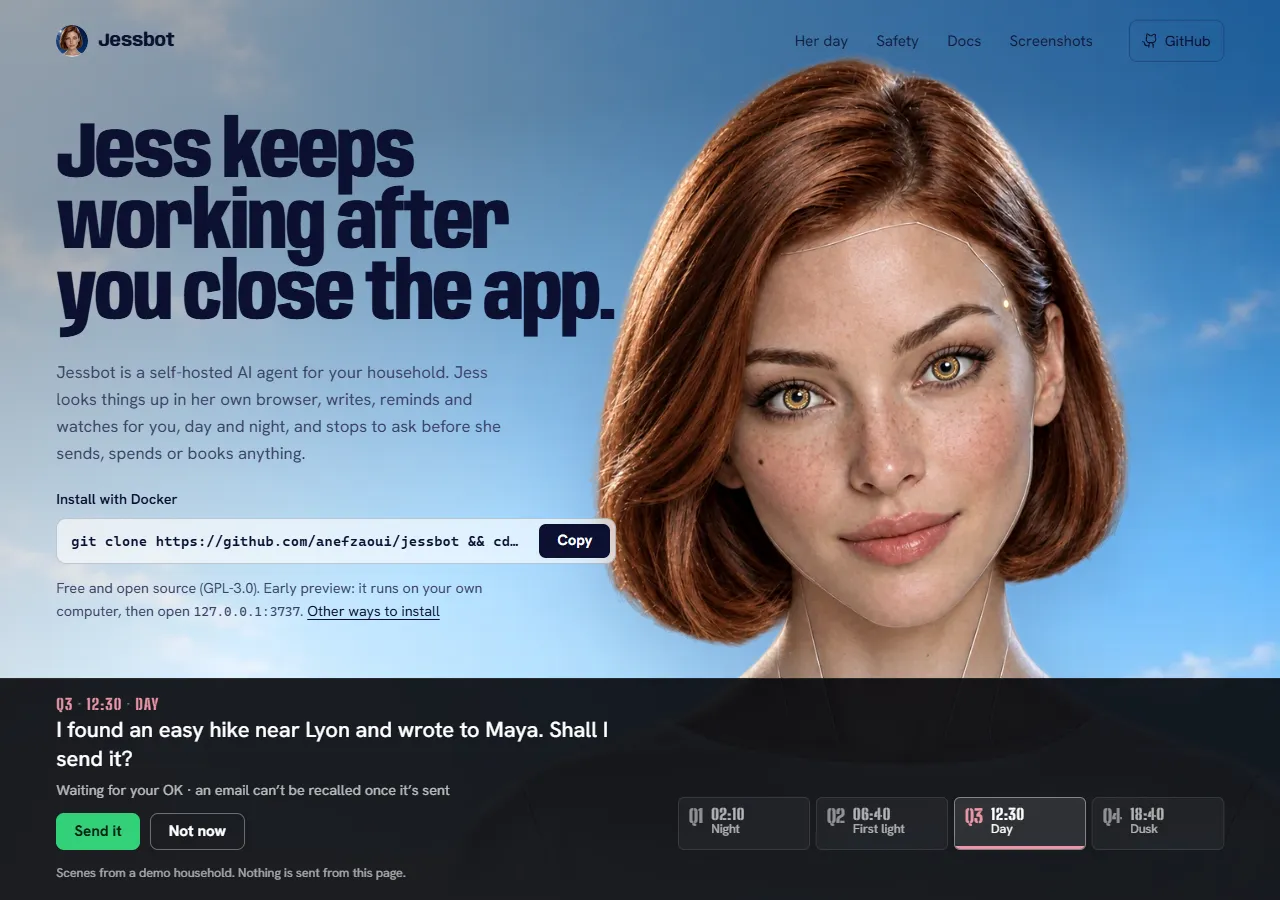 Jessbot
Her day
Safety
Docs
Screenshots
GitHub
Jess keeps
working after
you close the app.
Jessbot is a self-hosted AI agent for your household. Jess
looks things up in her own browser, writes, reminds and
watches for you, day and night, and stops to ask before she
sends, spends or books anything.
Install with Docker
git clone https://github.com/anefzaoui/jessbot && cd…
Copy
Free and open source (GPL-3.0). Early preview: it runs on your own
computer, then open 127.0.0.1:3737. Other ways to install
Q3 · 12:30 · DAY
I found an easy hike near Lyon and wrote to Maya. Shall I
send it?
Waiting for your OK · an email can’t be recalled once it’s sent
Send it
Not now
Scenes from a demo household. Nothing is sent from this page.
Q1 02:10
Night
Q2 06:40
First light
Q3 12:30
Day
Q4 18:40
Dusk